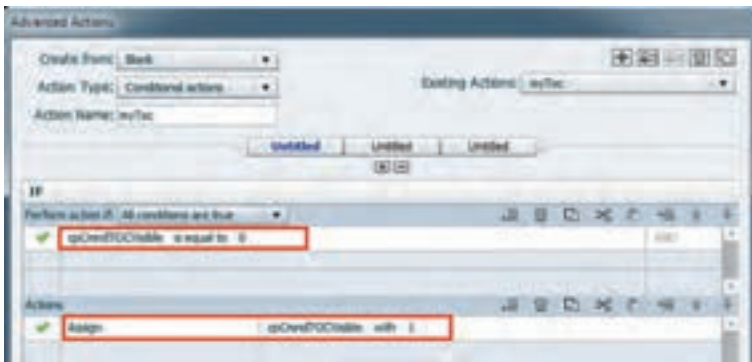 Advanced Actions
Create from: Blank
Action Type: Conditional actions
Existing Actions: myToc
Action Name: myToc
Untitled Untitled Untitled
IF
Perform action if: All conditions are true
cpCmndTOCVisible is equal to 0
AND
Actions
Assign cpCmndTOCVisible with 1